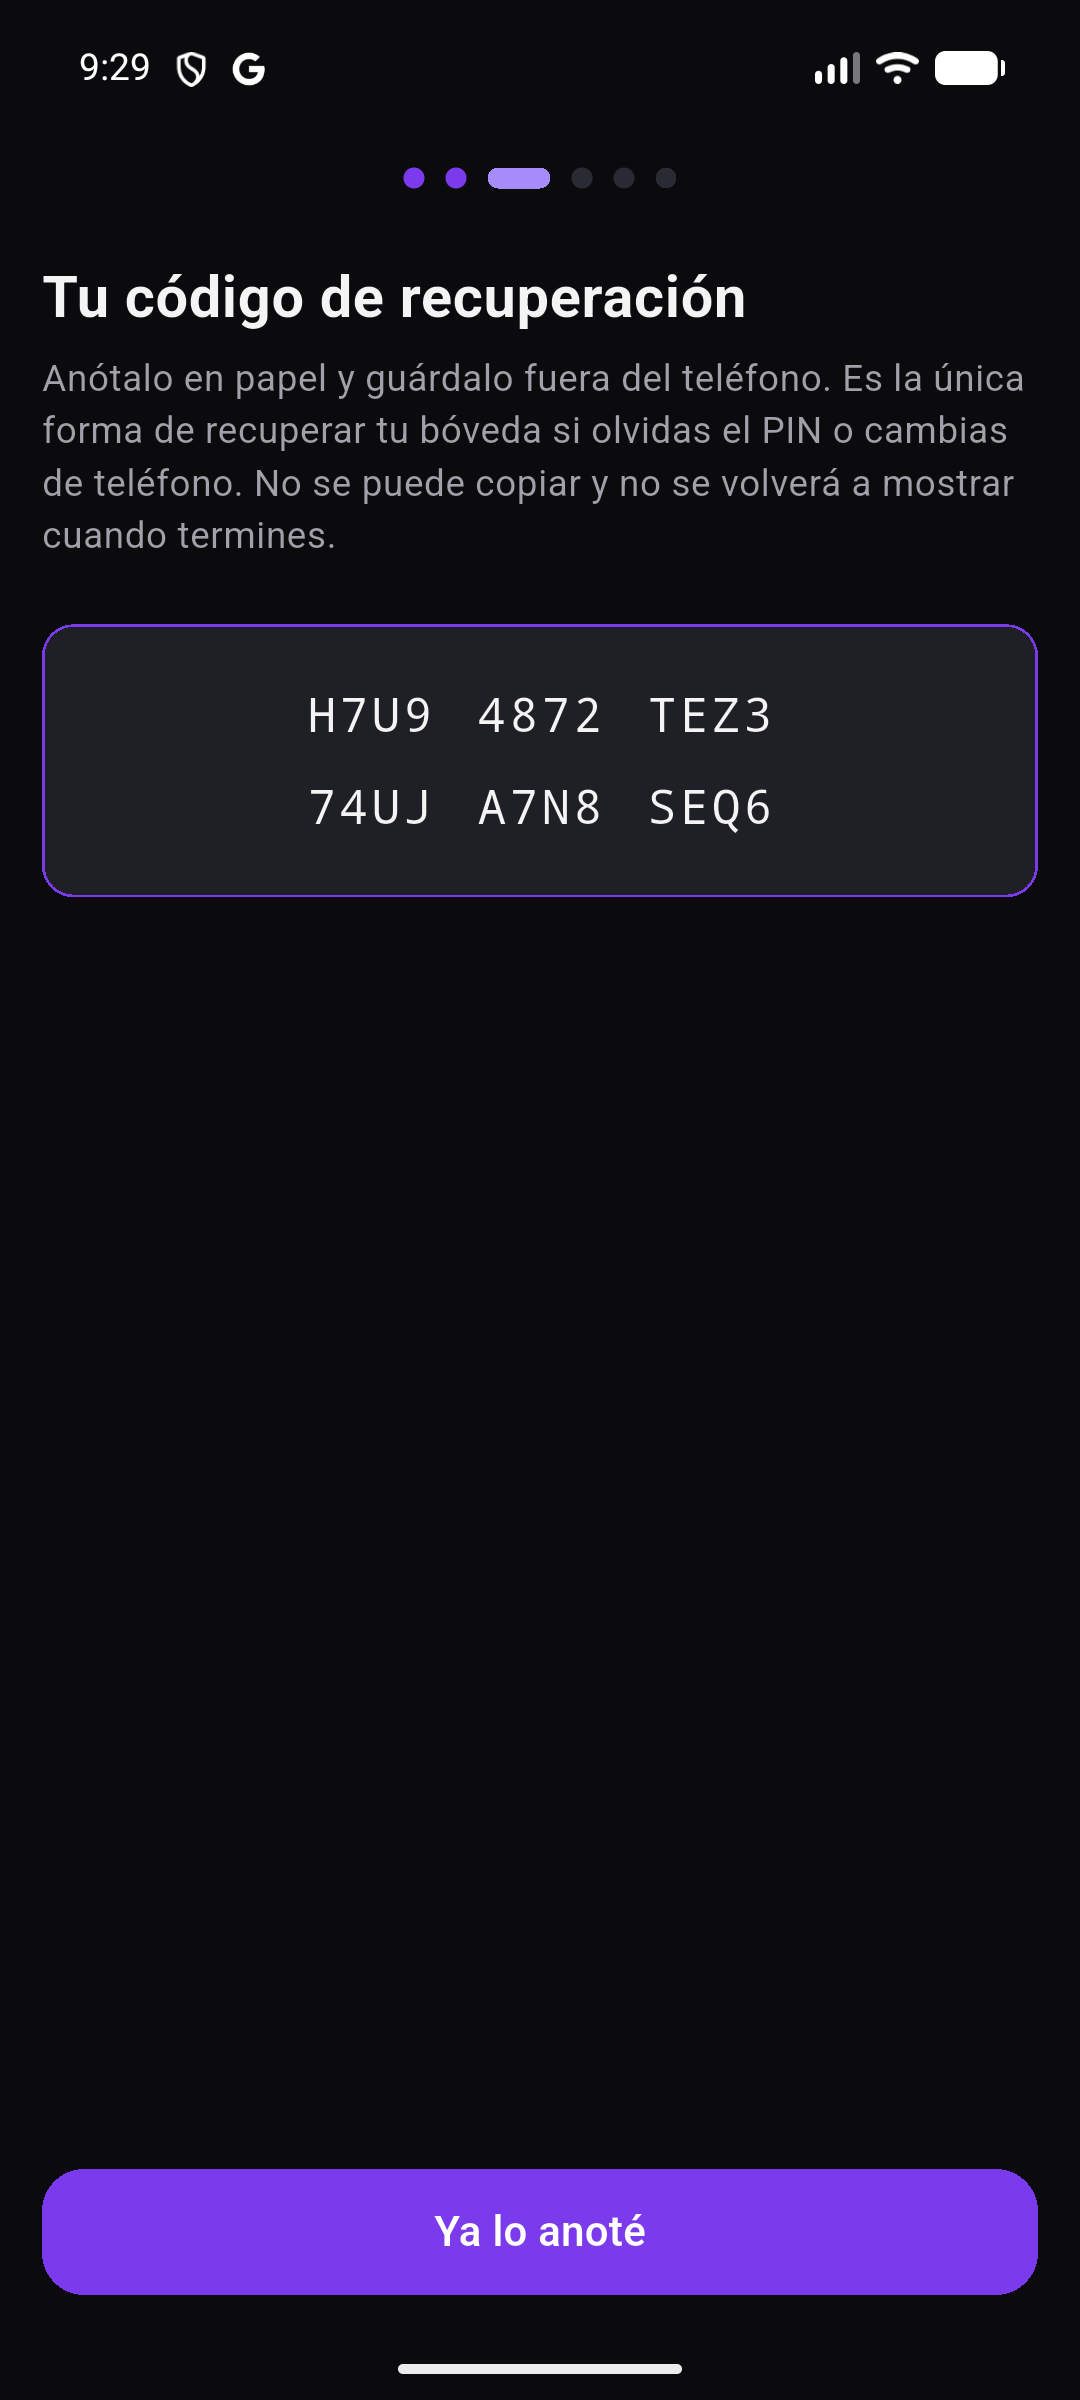 9:29
Tu código de recuperación
Anótalo en papel y guárdalo fuera del teléfono. Es la única
forma de recuperar tu bóveda si olvidas el PIN o cambias
de teléfono. No se puede copiar y no se volverá a mostrar
cuando termines.
H7U9 4872 TEZ3
74UJ A7N8 SEQ6
Ya lo anoté